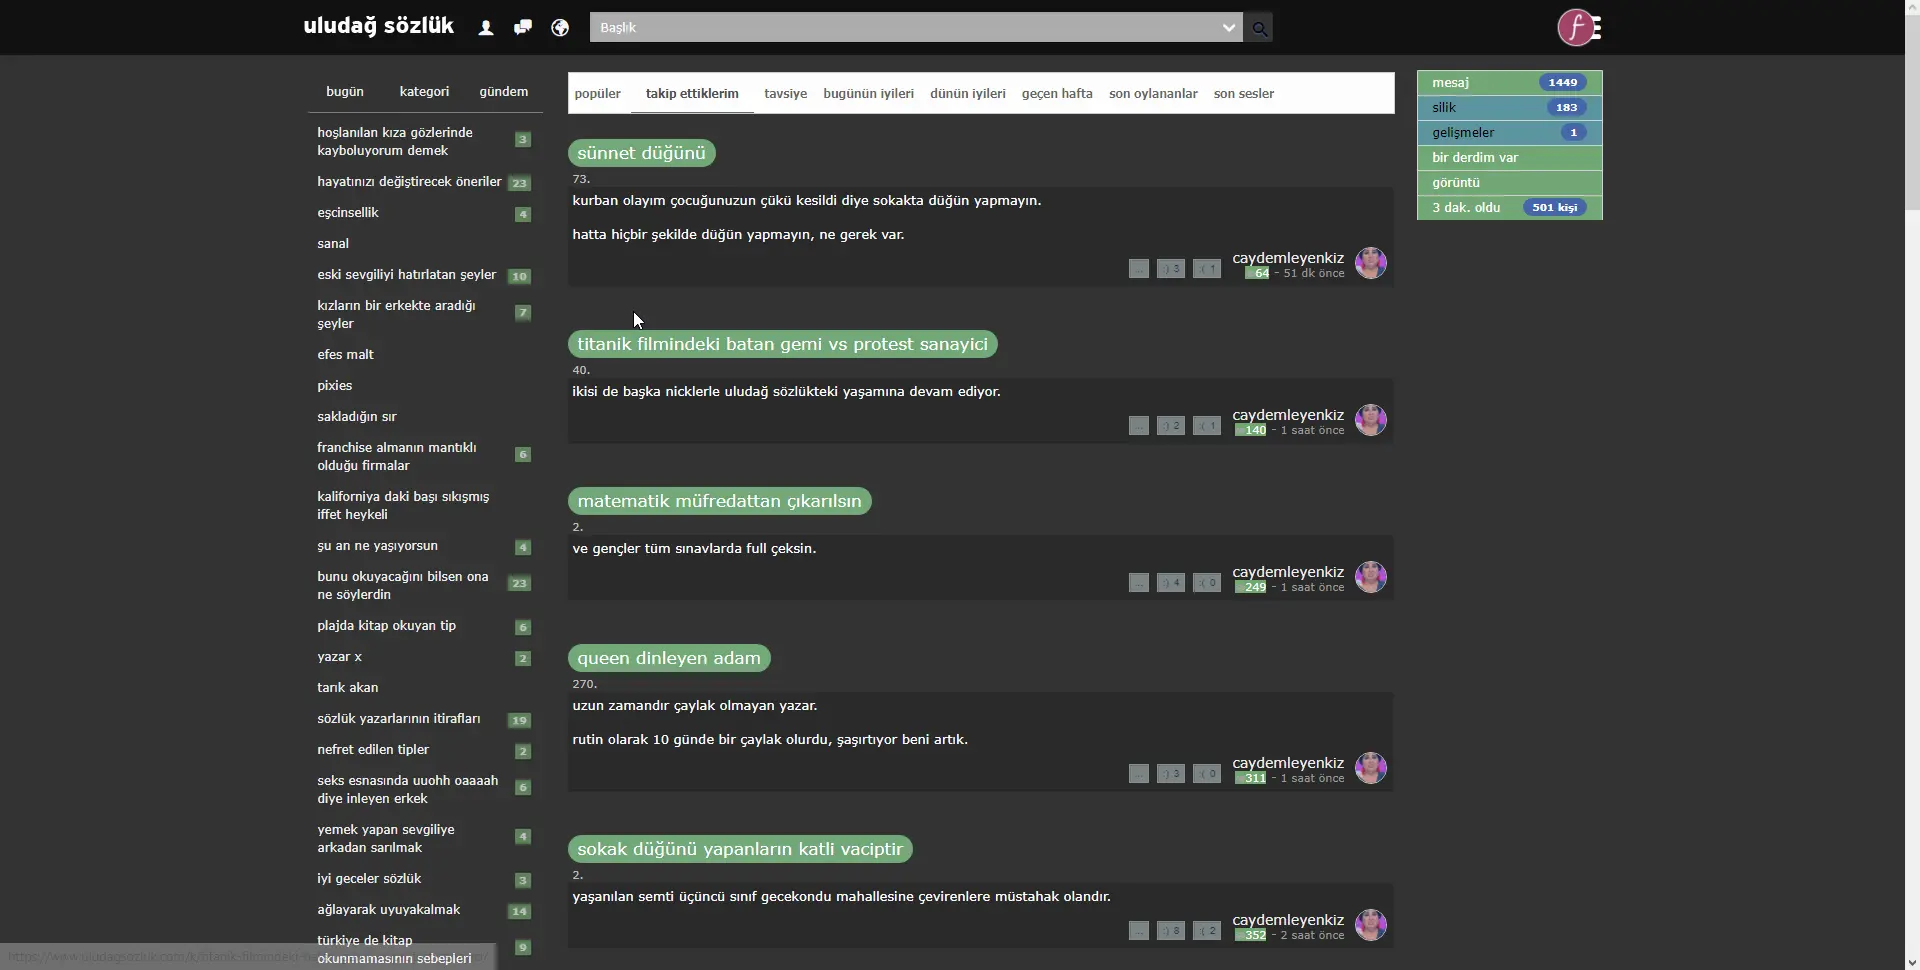 uludağ sözlük
Başlık
bugün kategori gündem
hoşlanılan kıza gözlerinde
kayboluyorum demek 3
hayatınızı değiştirecek öneriler 23
eşcinsellik 4
sanal
eski sevgiliyi hatırlatan şeyler 10
kızların bir erkekte aradığı
şeyler 7
efes malt
pixies
sakladığın sır
franchise almanın mantıklı
olduğu firmalar 6
kaliforniya daki başı sıkışmış
iffet heykeli
şu an ne yaşıyorsun 4
bunu okuyacağını bilsen ona
ne söylerdin 23
plajda kitap okuyan tip 6
yazar x 2
tarık akan
sözlük yazarlarının itirafları 19
nefret edilen tipler 2
seks esnasında uuohh oaaaah
diye inleyen erkek 6
yemek yapan sevgiliye
arkadan sarılmak 4
iyi geceler sözlük 3
ağlayarak uyuyakalmak 14
türkiye de kitap
okunmamasının sebepleri 9
popüler takip ettiklerim tavsiye bugünün iyileri dünün iyileri geçen hafta son oylananlar son sesler
sünnet düğünü
73.
kurban olayım çocuğunuzun çükü kesildi diye sokakta düğün yapmayın.
hatta hiçbir şekilde düğün yapmayın, ne gerek var.
... :) 3 :( 1 caydemleyenkiz
64 - 51 dk önce
titanik filmindeki batan gemi vs protest sanayici
40.
ikisi de başka nicklerle uludağ sözlükteki yaşamına devam ediyor.
... :) 2 :( 1 caydemleyenkiz
140 - 1 saat önce
matematik müfredattan çıkarılsın
2.
ve gençler tüm sınavlarda full çeksin.
... :) 4 :( 0 caydemleyenkiz
249 - 1 saat önce
queen dinleyen adam
270.
uzun zamandır çaylak olmayan yazar.
rutin olarak 10 günde bir çaylak olurdu, şaşırtıyor beni artık.
... :) 3 :( 0 caydemleyenkiz
311 - 1 saat önce
sokak düğünü yapanların katli vaciptir
2.
yaşanılan semti üçüncü sınıf gecekondu mahallesine çevirenlere müstahak olandır.
... :) 8 :( 2 caydemleyenkiz
352 - 2 saat önce
f
mesaj 1449
silik 183
gelişmeler 1
bir derdim var
görüntü
3 dak. oldu 501 kişi